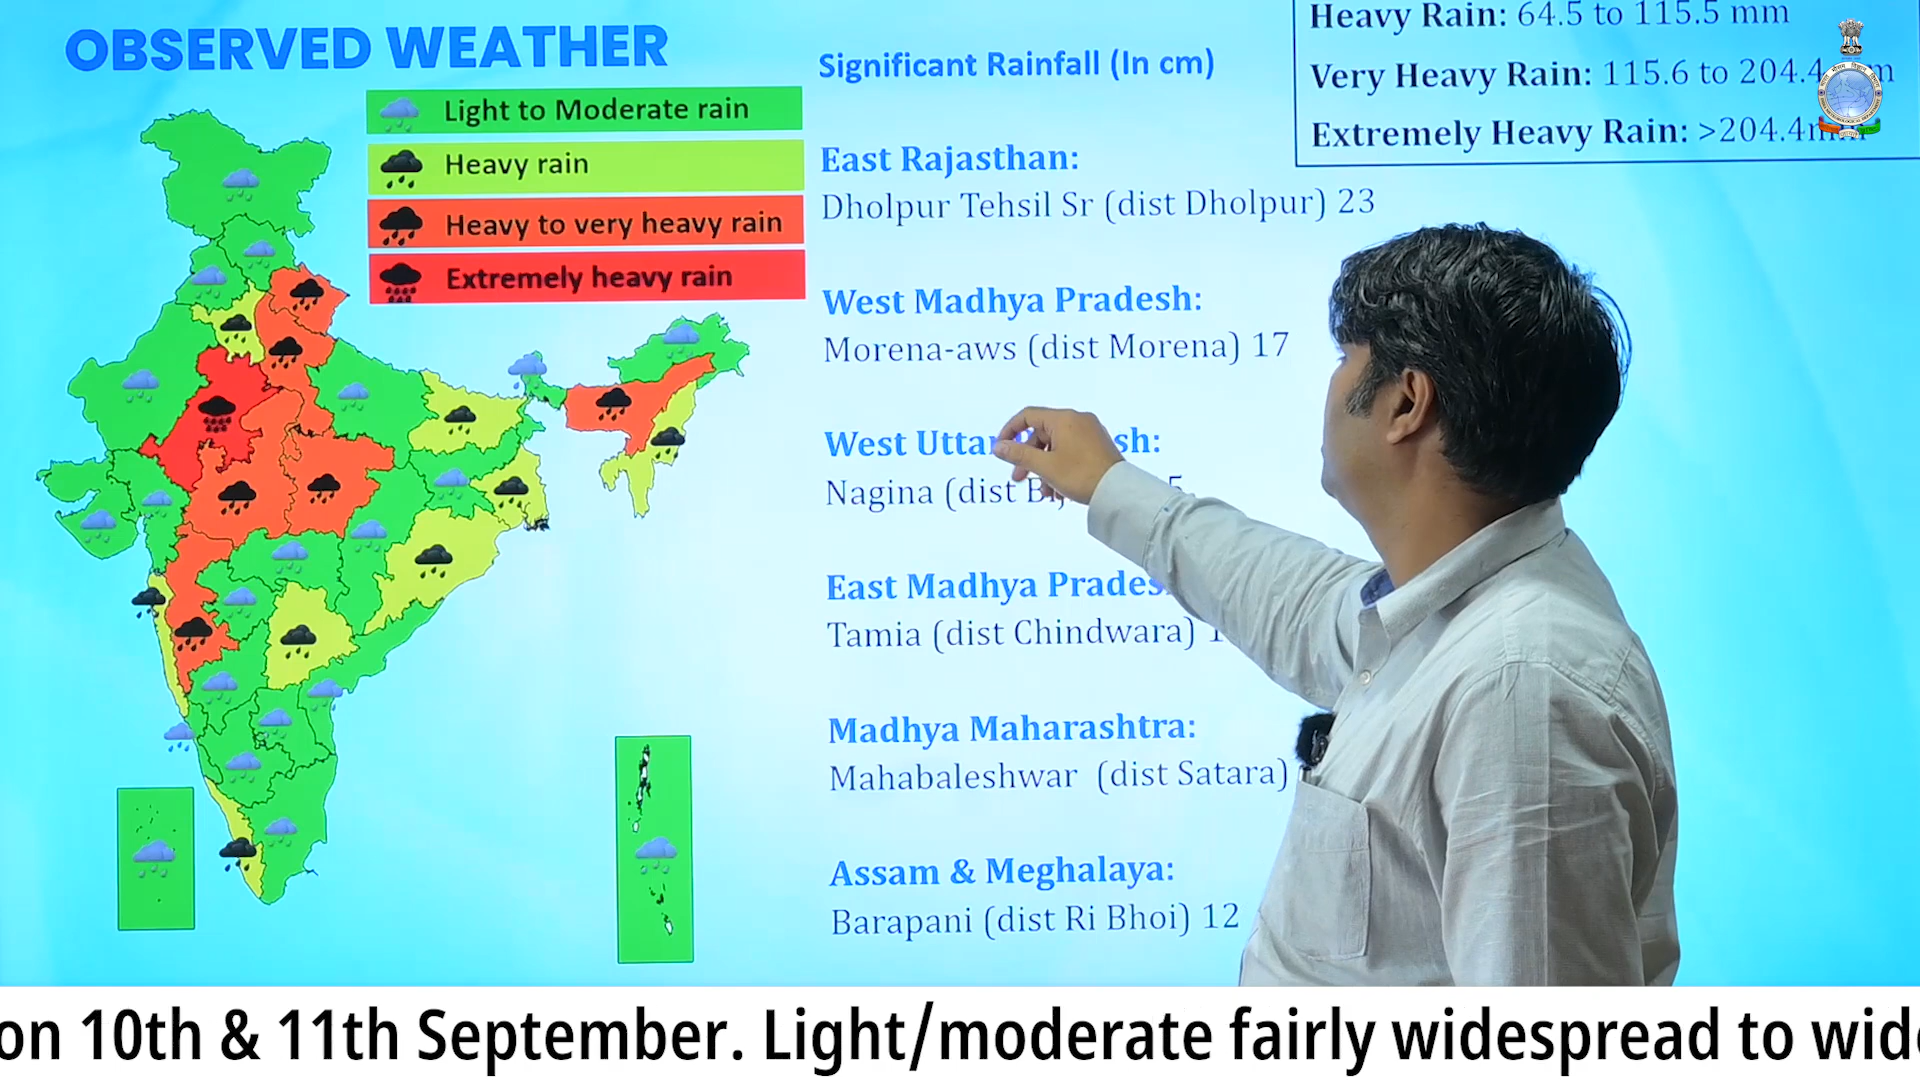 OBSERVED WEATHER
Light to Moderate rain
Heavy rain
Heavy to very heavy rain
Extremely heavy rain
Significant Rainfall (In cm)
East Rajasthan:
Dholpur Tehsil Sr (dist Dholpur) 23
West Madhya Pradesh:
Morena-aws (dist Morena) 17
West
Nagina (dist
East Madhya
Tamia (dist Chindwara)
Madhya Maharashtra:
Mahabaleshwar (dist Satara)
Assam & Meghalaya:
Barapani (dist Ri Bhoi) 12
Heavy Rain: 64.5 to 115.5 mm
Very Heavy Rain: 115.6 to 204.4
Extremely Heavy Rain: >204.4
on 10th & 11th September. Light/moderate fairly widespread to